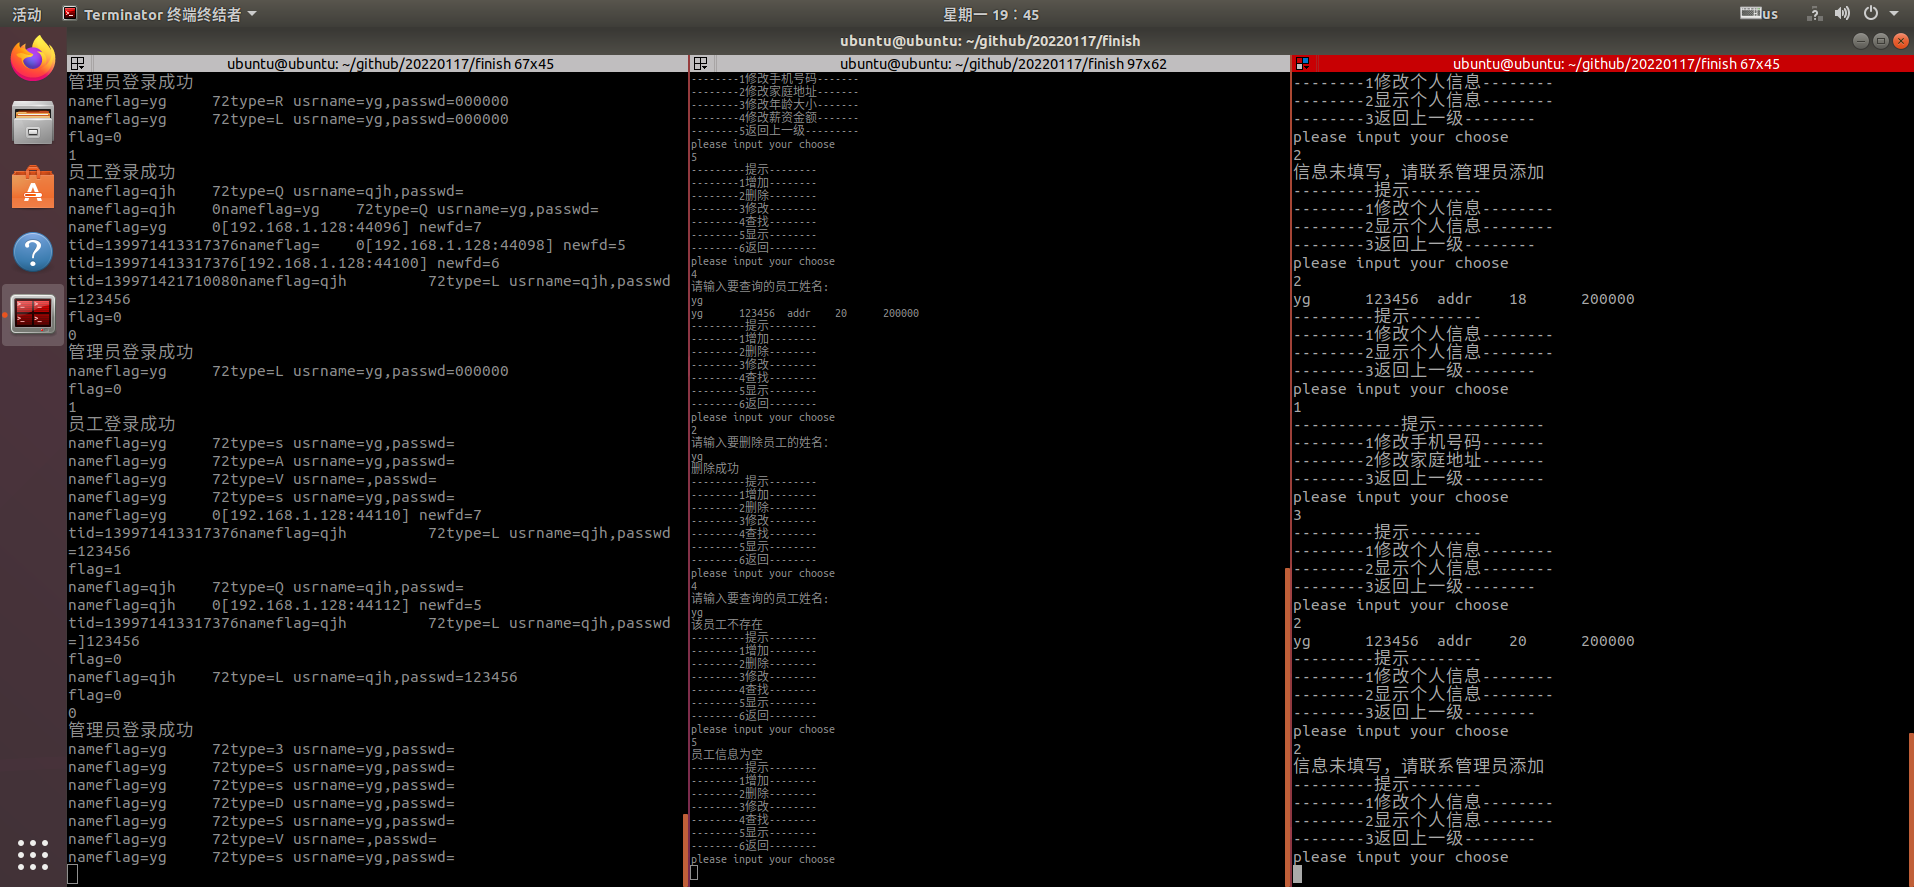 活动
Terminator 终端终结者
星期一 19：45
us
ubuntu@ubuntu: ~/github/20220117/finish
ubuntu@ubuntu: ~/github/20220117/finish 67x45
管理员登录成功
nameflag=yg    72type=R usrname=yg,passwd=000000
nameflag=yg    72type=L usrname=yg,passwd=000000
flag=0
1
员工登录成功
nameflag=qjh    72type=Q usrname=qjh,passwd=
nameflag=qjh    0nameflag=yg    72type=Q usrname=yg,passwd=
nameflag=yg    0[192.168.1.128:44096] newfd=7
tid=139971413317376nameflag=    0[192.168.1.128:44098] newfd=5
tid=139971413317376[192.168.1.128:44100] newfd=6
tid=139971421710080nameflag=qjh    72type=L usrname=qjh,passwd
=123456
flag=0
0
管理员登录成功
nameflag=yg    72type=L usrname=yg,passwd=000000
flag=0
1
员工登录成功
nameflag=yg    72type=s usrname=yg,passwd=
nameflag=yg    72type=A usrname=yg,passwd=
nameflag=yg    72type=V usrname=,passwd=
nameflag=yg    72type=s usrname=yg,passwd=
nameflag=yg    0[192.168.1.128:44110] newfd=7
tid=139971413317376nameflag=qjh    72type=L usrname=qjh,passwd
=123456
flag=1
nameflag=qjh    72type=Q usrname=qjh,passwd=
nameflag=qjh    0[192.168.1.128:44112] newfd=5
tid=139971413317376nameflag=qjh    72type=L usrname=qjh,passwd
=]123456
flag=0
nameflag=qjh    72type=L usrname=qjh,passwd=123456
flag=0
0
管理员登录成功
nameflag=yg    72type=3 usrname=yg,passwd=
nameflag=yg    72type=S usrname=yg,passwd=
nameflag=yg    72type=s usrname=yg,passwd=
nameflag=yg    72type=D usrname=yg,passwd=
nameflag=yg    72type=S usrname=yg,passwd=
nameflag=yg    72type=V usrname=,passwd=
nameflag=yg    72type=s usrname=yg,passwd=
ubuntu@ubuntu: ~/github/20220117/finish 97x62
--------1修改手机号码-------
--------2修改家庭地址-------
--------3修改年龄大小-------
--------4修改薪资金额-------
--------5返回上一级---------
please input your choose
5
---------提示--------
--------1增加--------
--------2删除--------
--------3修改--------
--------4查找--------
--------5显示--------
--------6返回--------
please input your choose
4
请输入要查询的员工姓名:
yg
yg    123456  addr    20    200000
---------提示--------
--------1增加--------
--------2删除--------
--------3修改--------
--------4查找--------
--------5显示--------
--------6返回--------
please input your choose
2
请输入要删除员工的姓名:
yg
删除成功
---------提示--------
--------1增加--------
--------2删除--------
--------3修改--------
--------4查找--------
--------5显示--------
--------6返回--------
please input your choose
4
请输入要查询的员工姓名:
yg
该员工不存在
---------提示--------
--------1增加--------
--------2删除--------
--------3修改--------
--------4查找--------
--------5显示--------
--------6返回--------
please input your choose
5
员工信息为空
---------提示--------
--------1增加--------
--------2删除--------
--------3修改--------
--------4查找--------
--------5显示--------
--------6返回--------
please input your choose
ubuntu@ubuntu: ~/github/20220117/finish 67x45
--------1修改个人信息--------
--------2显示个人信息--------
--------3返回上一级--------
please input your choose
2
信息未填写，请联系管理员添加
---------提示--------
--------1修改个人信息--------
--------2显示个人信息--------
--------3返回上一级--------
please input your choose
2
yg    123456  addr    18    200000
---------提示--------
--------1修改个人信息--------
--------2显示个人信息--------
--------3返回上一级--------
please input your choose
1
------------提示------------
--------1修改手机号码-------
--------2修改家庭地址-------
--------3返回上一级---------
please input your choose
3
---------提示--------
--------1修改个人信息--------
--------2显示个人信息--------
--------3返回上一级--------
please input your choose
2
yg    123456  addr    20    200000
---------提示--------
--------1修改个人信息--------
--------2显示个人信息--------
--------3返回上一级--------
please input your choose
2
信息未填写，请联系管理员添加
---------提示--------
--------1修改个人信息--------
--------2显示个人信息--------
--------3返回上一级--------
please input your choose